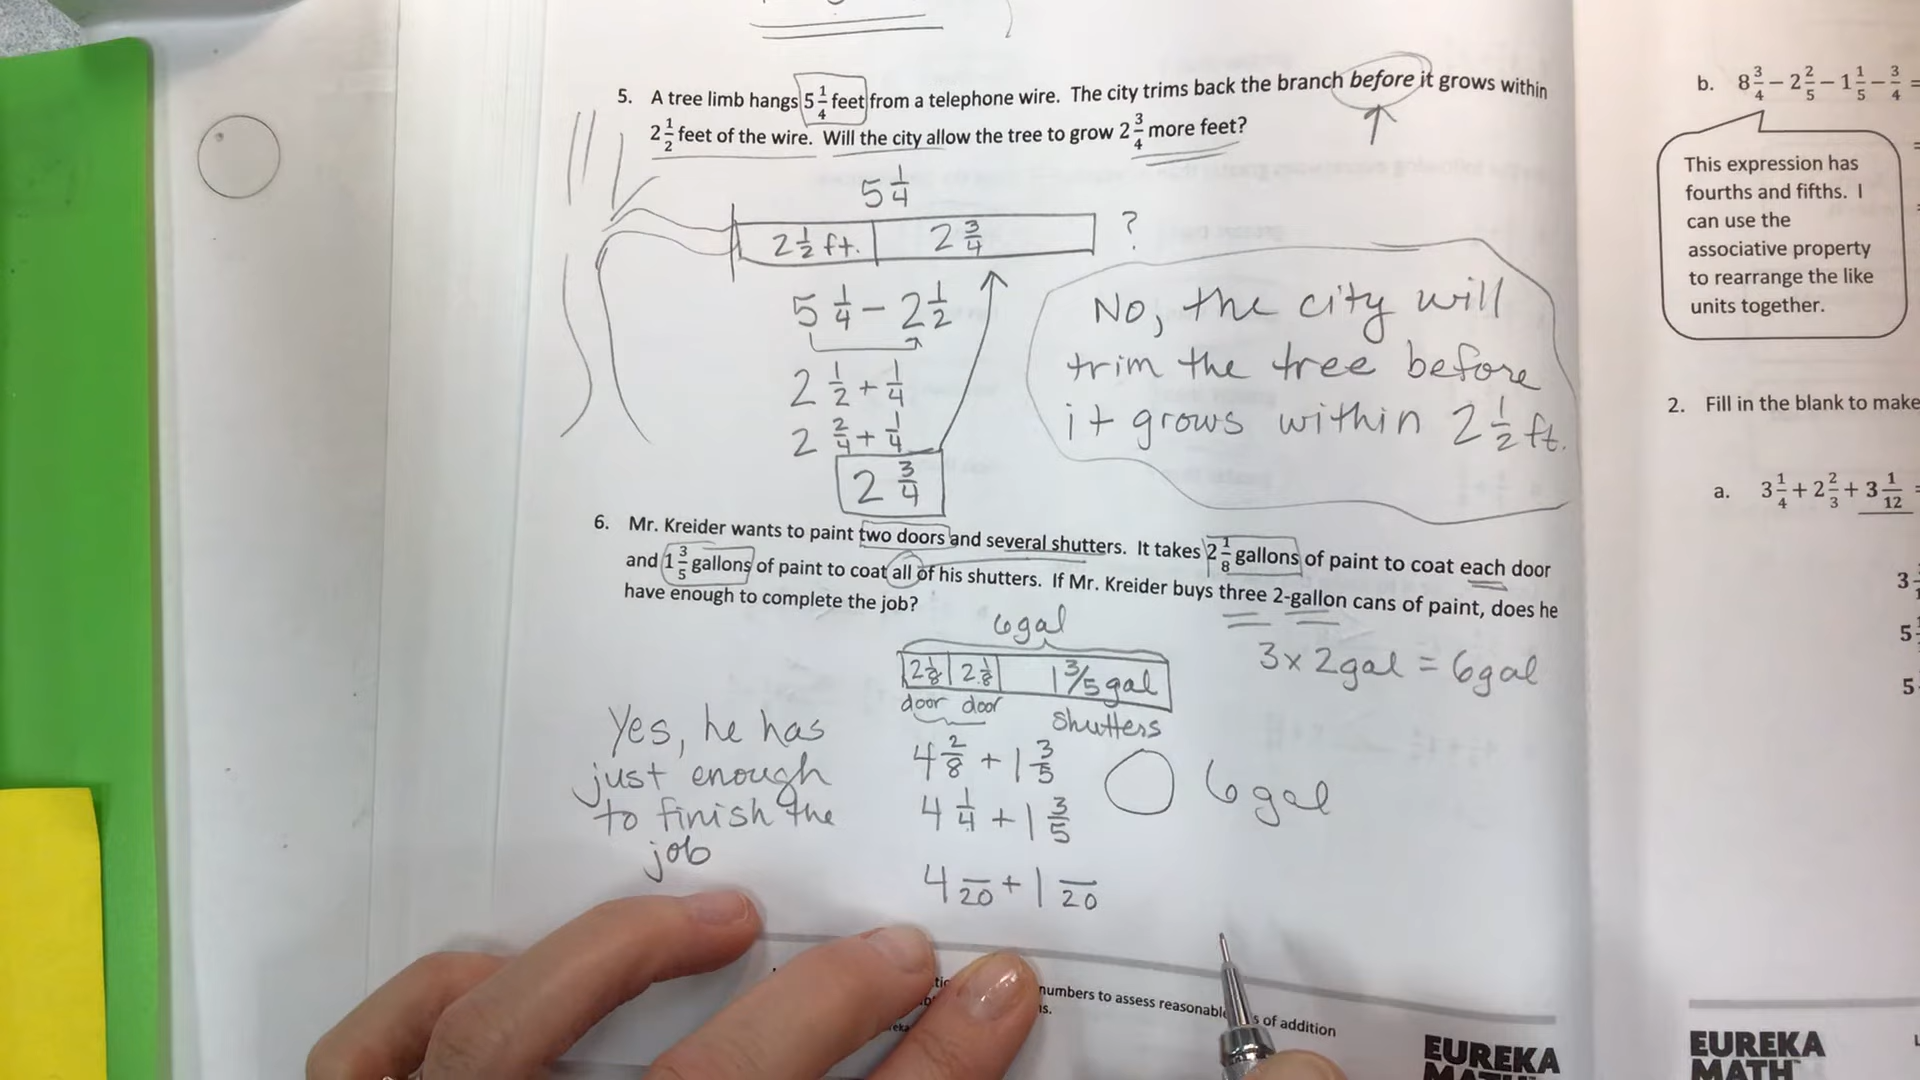 5. A tree limb hangs 5 1/4 feet from a telephone wire. The city trims back the branch before it grows within
2 1/2 feet of the wire. Will the city allow the tree to grow 2 3/4 more feet?
5 1/4
2 1/2 ft. 2 3/4 ?
5 1/4 - 2 1/2
2 1/2 + 1/4
2 2/4 + 1/4
2 3/4
No, the city will
trim the tree before
it grows within 2 1/2 ft.
6. Mr. Kreider wants to paint two doors and several shutters. It takes 2 1/8 gallons of paint to coat each door
and 1 3/5 gallons of paint to coat all of his shutters. If Mr. Kreider buys three 2-gallon cans of paint, does he
have enough to complete the job?
6gal
2 1/8 2 1/8 1 3/5 gal
door door shutters
3 x 2gal = 6gal
4 2/8 + 1 3/5 6gal
4 1/4 + 1 3/5
4 /20 + 1 /20
Yes, he has
just enough
to finish the
job
numbers to assess reasonabl s of addition
EUREKA
MATH
b. 8 3/4 - 2 2/5 - 1 1/5 - 3/4 =
This expression has
fourths and fifths. I
can use the
associative property
to rearrange the like
units together.
2. Fill in the blank to make
a. 3 1/4 + 2 2/3 + 3 1/12 =
3
5
5
EUREKA
MATH